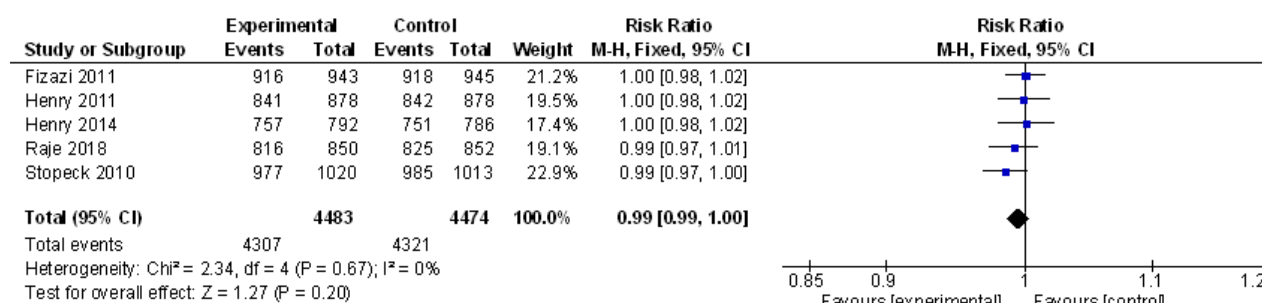 Experimental Control Risk Ratio Risk Ratio
Study or Subgroup Events Total Events Total Weight M-H, Fixed, 95% CI M-H, Fixed, 95% CI
Fizazi 2011 916 943 918 945 21.2% 1.00 [0.98, 1.02]
Henry 2011 841 878 842 878 19.5% 1.00 [0.98, 1.02]
Henry 2014 757 792 751 786 17.4% 1.00 [0.98, 1.02]
Raje 2018 816 850 825 852 19.1% 0.99 [0.97, 1.01]
Stopeck 2010 977 1020 985 1013 22.9% 0.99 [0.97, 1.00]
Total (95% CI) 4483 4474 100.0% 0.99 [0.99, 1.00]
Total events 4307 4321
Heterogeneity: Chi² = 2.34, df = 4 (P = 0.67); I² = 0%
Test for overall effect: Z = 1.27 (P = 0.20)
0.85 0.9 1 1.1 1.2
Favours [experimental] Favours [control]